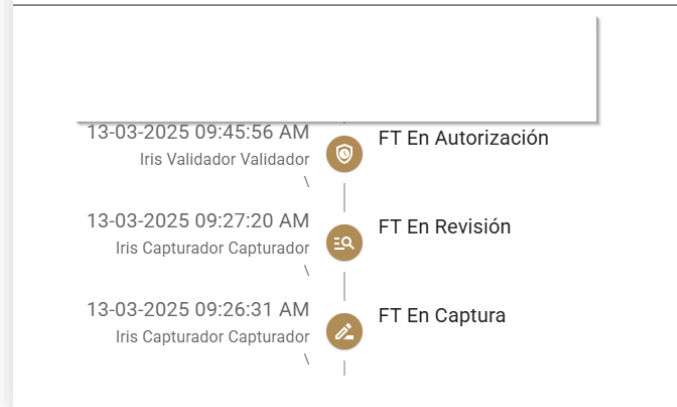 13-03-2025 09:45:56 AM
FT En Autorización
Iris Validador Validador
\
13-03-2025 09:27:20 AM
FT En Revisión
Iris Capturador Capturador
\
13-03-2025 09:26:31 AM
FT En Captura
Iris Capturador Capturador
\